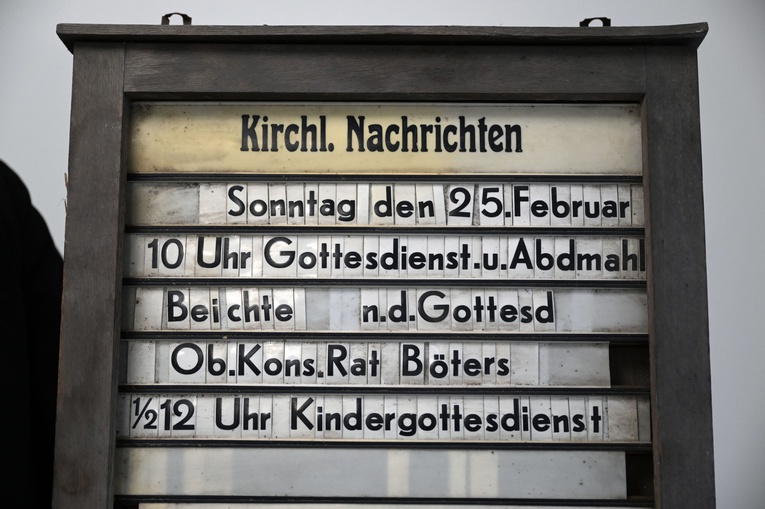 Kirchl. Nachrichten
Sonntag den 25.Februar
10 Uhr Gottesdienst.u.Abdmahl
Beichte n.d.Gottesd
Ob.Kons.Rat Böters
½12 Uhr Kindergottesdienst